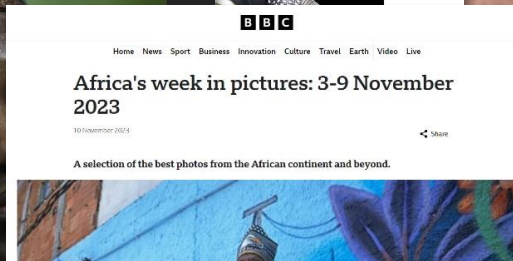 BBC
Home News Sport Business Innovation Culture Travel Earth Video Live
Africa's week in pictures: 3-9 November
2023
10 November 2023
Share
A selection of the best photos from the African continent and beyond.